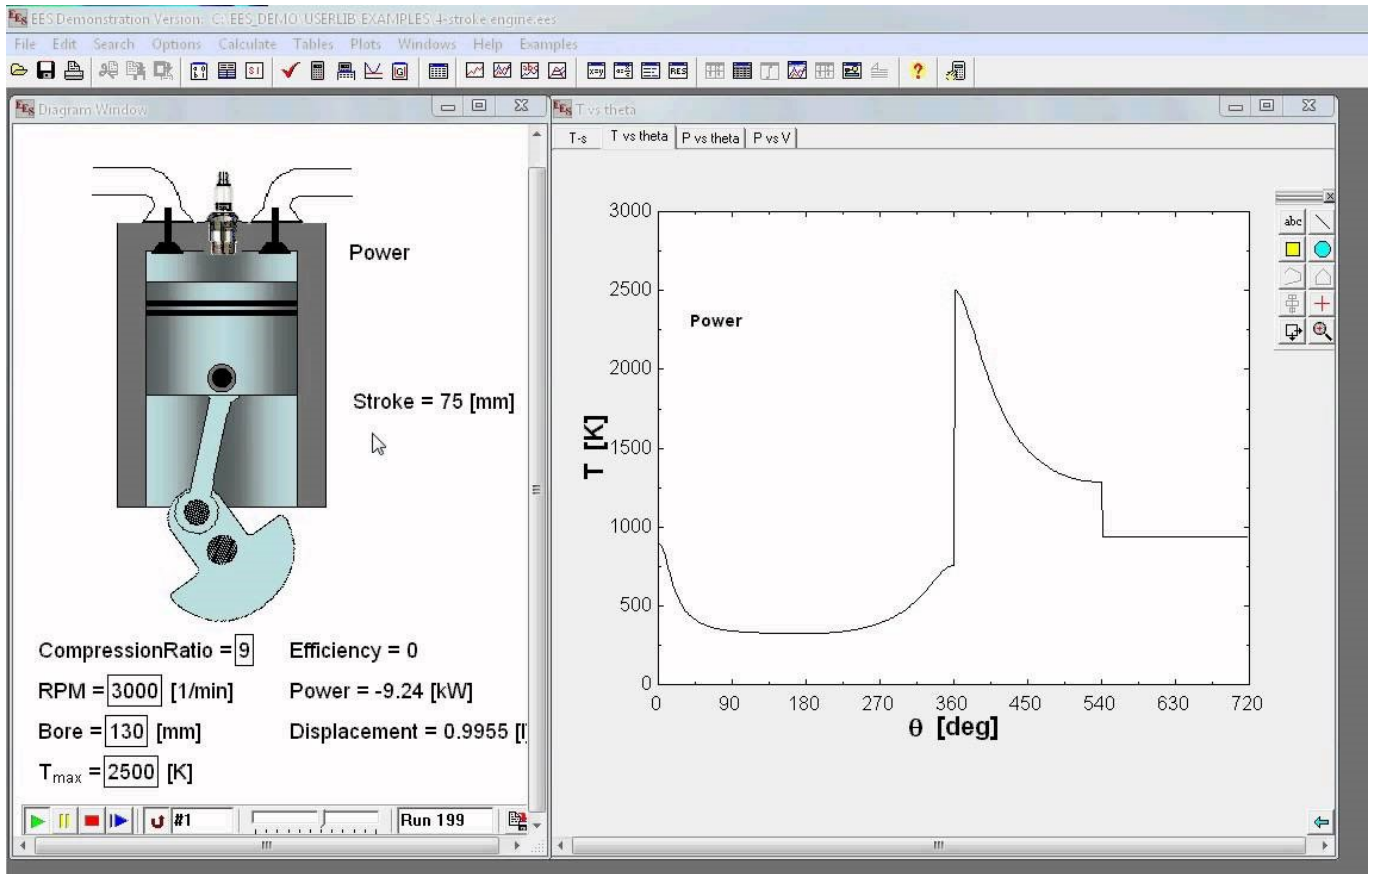 EES Demonstration Version: C:\EES_DEMO\USERLIB\EXAMPLES\4-stroke engine.ees
File Edit Search Options Calculate Tables Plots Windows Help Examples
EES Diagram Window
Power
Stroke = 75 [mm]
CompressionRatio = 9
Efficiency = 0
RPM = 3000 [1/min]
Power = -9.24 [kW]
Bore = 130 [mm]
Displacement = 0.9955 [l]
Tmax = 2500 [K]
#1
Run 199
EES T vs theta
T-s T vs theta P vs theta P vs V
abc
3000
2500
2000
1500
1000
500
0
T [K]
Power
0 90 180 270 360 450 540 630 720
θ [deg]